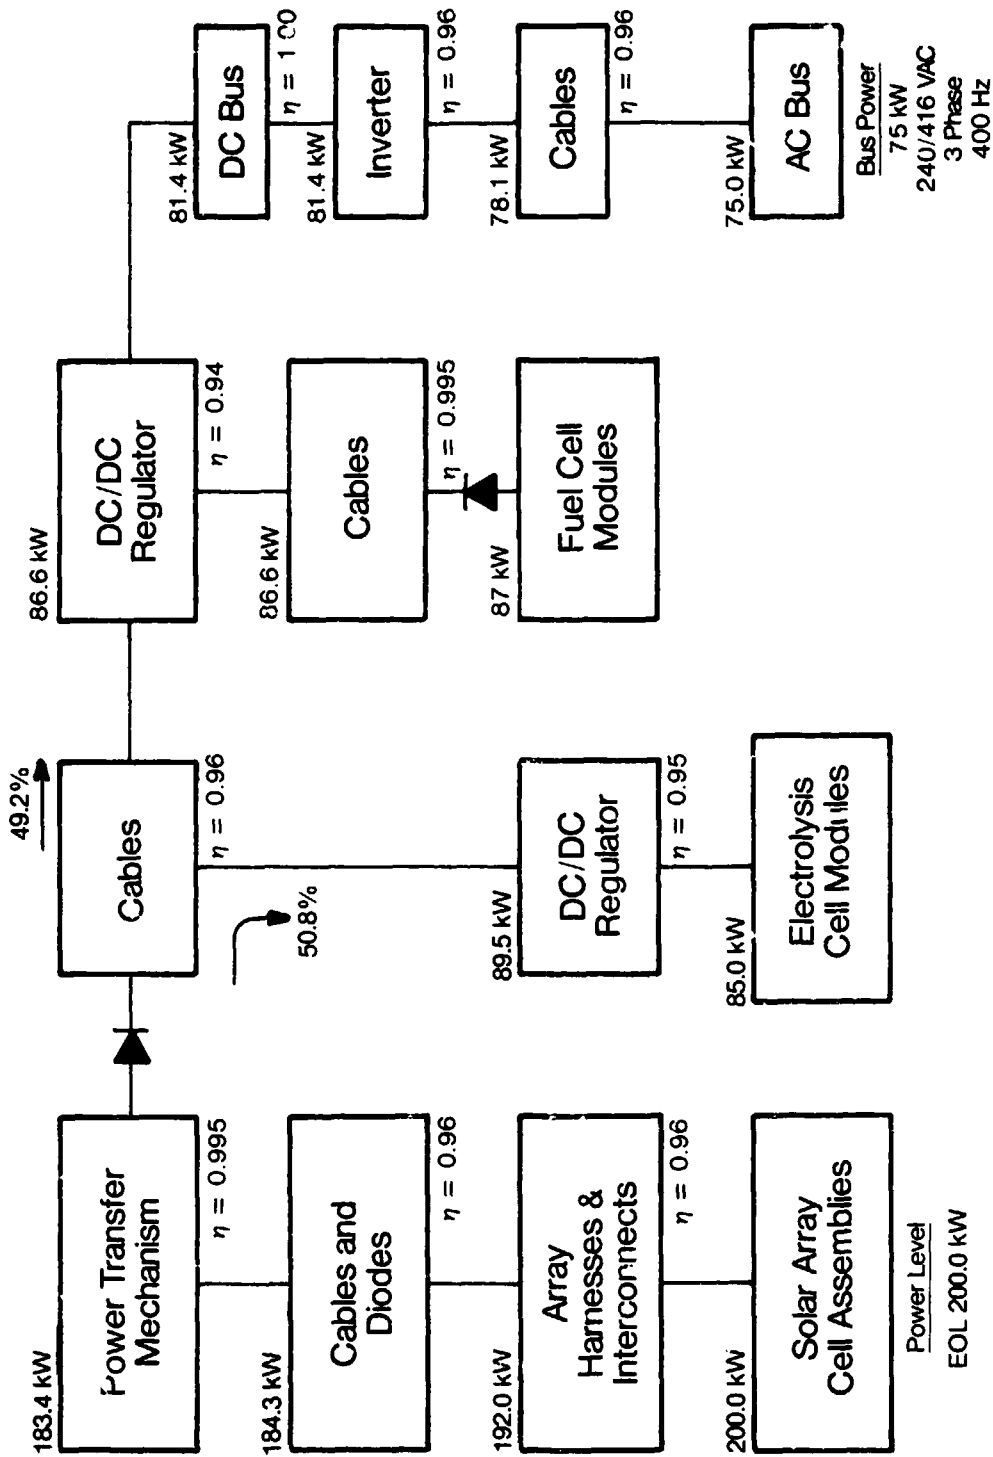 183.4 kW
Power Transfer
Mechanism
η = 0.995
184.3 kW
Cables and
Diodes
η = 0.96
192.0 kW
Array
Harnesses &
Interconnects
η = 0.96
200.0 kW
Solar Array
Cell Assemblies
Power Level
EOL 200.0 kW
49.2%
Cables
η = 0.96
50.8%
89.5 kW
DC/DC
Regulator
η = 0.95
85.0 kW
Electrolysis
Cell Modules
86.6 kW
DC/DC
Regulator
η = 0.94
86.6 kW
Cables
η = 0.995
87 kW
Fuel Cell
Modules
81.4 kW
DC Bus
η = 1.00
81.4 kW
Inverter
η = 0.96
78.1 kW
Cables
η = 0.96
75.0 kW
AC Bus
Bus Power
75 kW
240/416 VAC
3 Phase
400 Hz